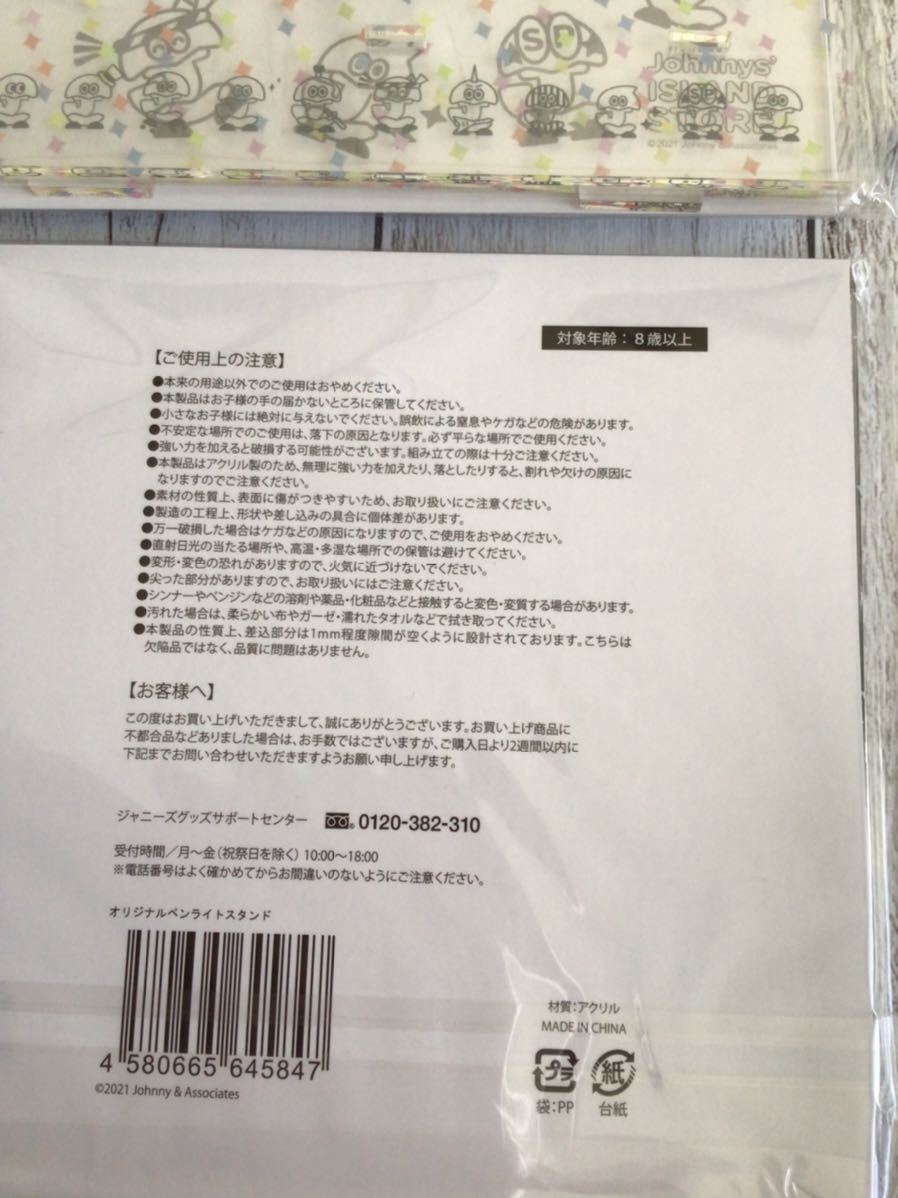 SD
Johnnys'
ISLAND
STORE
©2021 Johnny & Associates
対象年齢：8歳以上
【ご使用上の注意】
●本来の用途以外でのご使用はおやめください。
●本製品はお子様の手の届かないところに保管してください。
●小さなお子様には絶対に与えないでください。誤飲による窒息やケガなどの危険があります。
●不安定な場所でのご使用は、落下の原因となります。必ず平らな場所でご使用ください。
●強い力を加えると破損する可能性がございます。組み立ての際は十分ご注意ください。
●本製品はアクリル製のため、無理に強い力を加えたり、落としたりすると、割れや欠けの原因に
なりますのでご注意ください。
●素材の性質上、表面に傷がつきやすいため、お取り扱いにご注意ください。
●製造の工程上、形状や差し込みの具合に個体差があります。
●万一破損した場合はケガなどの原因になりますので、ご使用をおやめください。
●直射日光の当たる場所や、高温・多湿な場所での保管は避けてください。
●変形・変色の恐れがありますので、火気に近づけないでください。
●尖った部分がありますので、お取り扱いにはご注意ください。
●シンナーやベンジンなどの溶剤や薬品・化粧品などと接触すると変色・変質する場合があります。
●汚れた場合は、柔らかい布やガーゼ・濡れたタオルなどで拭き取ってください。
●本製品の性質上、差込部分は1mm程度隙間が空くように設計されております。こちらは
欠陥品ではなく、品質に問題はありません。
【お客様へ】
この度はお買い上げいただきまして、誠にありがとうございます。お買い上げ商品に
不都合品などありました場合は、お手数ではございますが、ご購入日より2週間以内に
下記までお問い合わせいただきますようお願い申し上げます。
ジャニーズグッズサポートセンター 0120-382-310
受付時間／月～金（祝祭日を除く）10:00～18:00
※電話番号はよく確かめてからお間違いのないようにご注意ください。
オリジナルペンライトスタンド
4 580665 645847
©2021 Johnny & Associates
材質：アクリル
MADE IN CHINA
プラ 紙
袋：PP 台紙